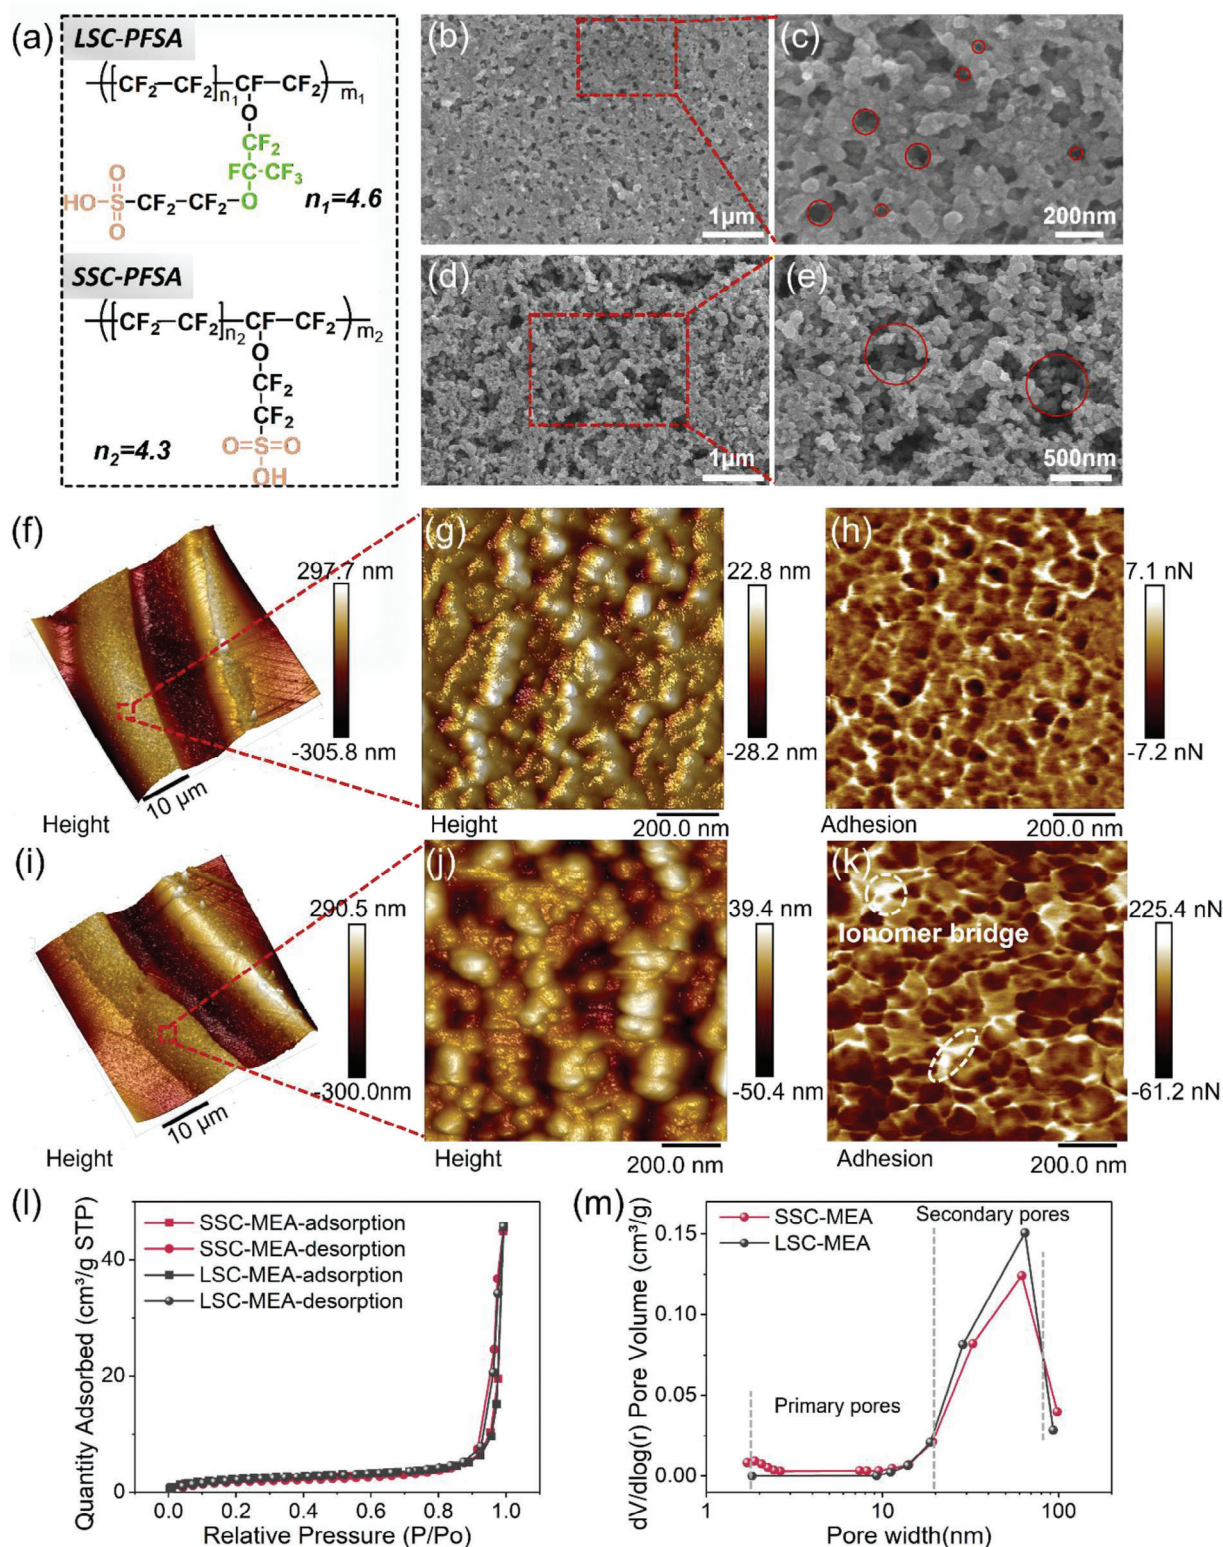 (a)
LSC-PFSA
([CF2-CF2]n1CF-CF2)m1
O
CF2
FC-CF3
O
HO-S-CF2-CF2-O
O
n1=4.6
SSC-PFSA
([CF2-CF2]n2CF-CF2)m2
O
CF2
CF2
O=S=O
OH
n2=4.3
(b)
1μm
(c)
200nm
(d)
1μm
(e)
500nm
(f)
297.7 nm
-305.8 nm
10 μm
Height
(g)
22.8 nm
-28.2 nm
Height
200.0 nm
(h)
7.1 nN
-7.2 nN
Adhesion
200.0 nm
(i)
290.5 nm
-300.0nm
10 μm
Height
(j)
39.4 nm
-50.4 nm
Height
200.0 nm
(k)
Ionomer bridge
225.4 nN
-61.2 nN
Adhesion
200.0 nm
(l)
Quantity Adsorbed (cm³/g STP)
SSC-MEA-adsorption
SSC-MEA-desorption
LSC-MEA-adsorption
LSC-MEA-desorption
40
20
0
0.0 0.2 0.4 0.6 0.8 1.0
Relative Pressure (P/Po)
(m)
dV/dlog(r) Pore Volume (cm³/g)
SSC-MEA
LSC-MEA
Secondary pores
Primary pores
0.15
0.10
0.05
0.00
1 10 100
Pore width(nm)